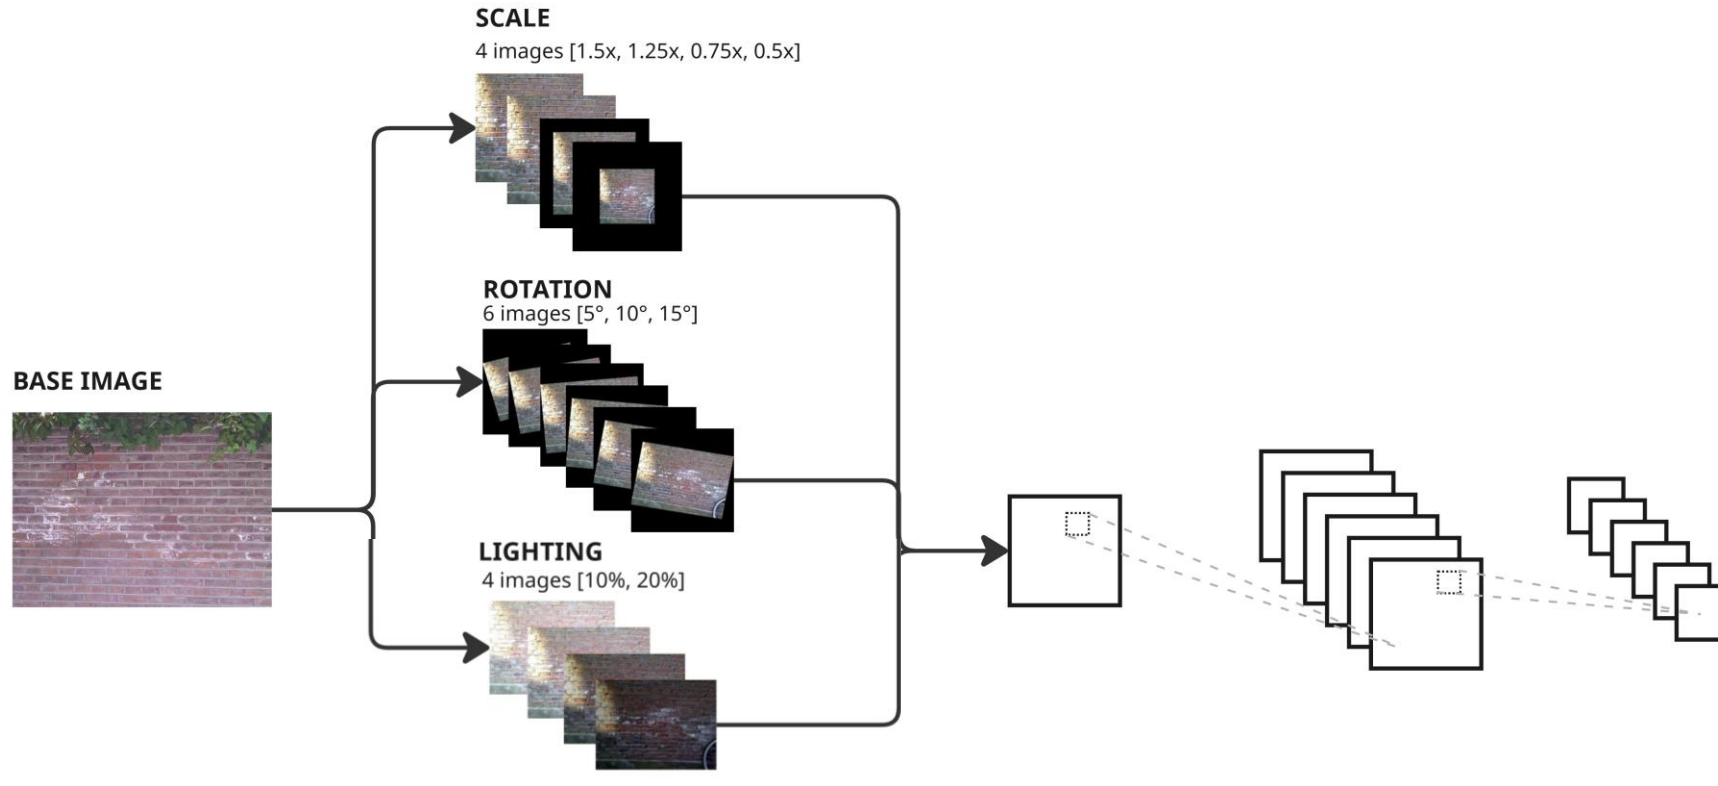 SCALE
4 images [1.5x, 1.25x, 0.75x, 0.5x]
ROTATION
6 images [5°, 10°, 15°]
BASE IMAGE
LIGHTING
4 images [10%, 20%]